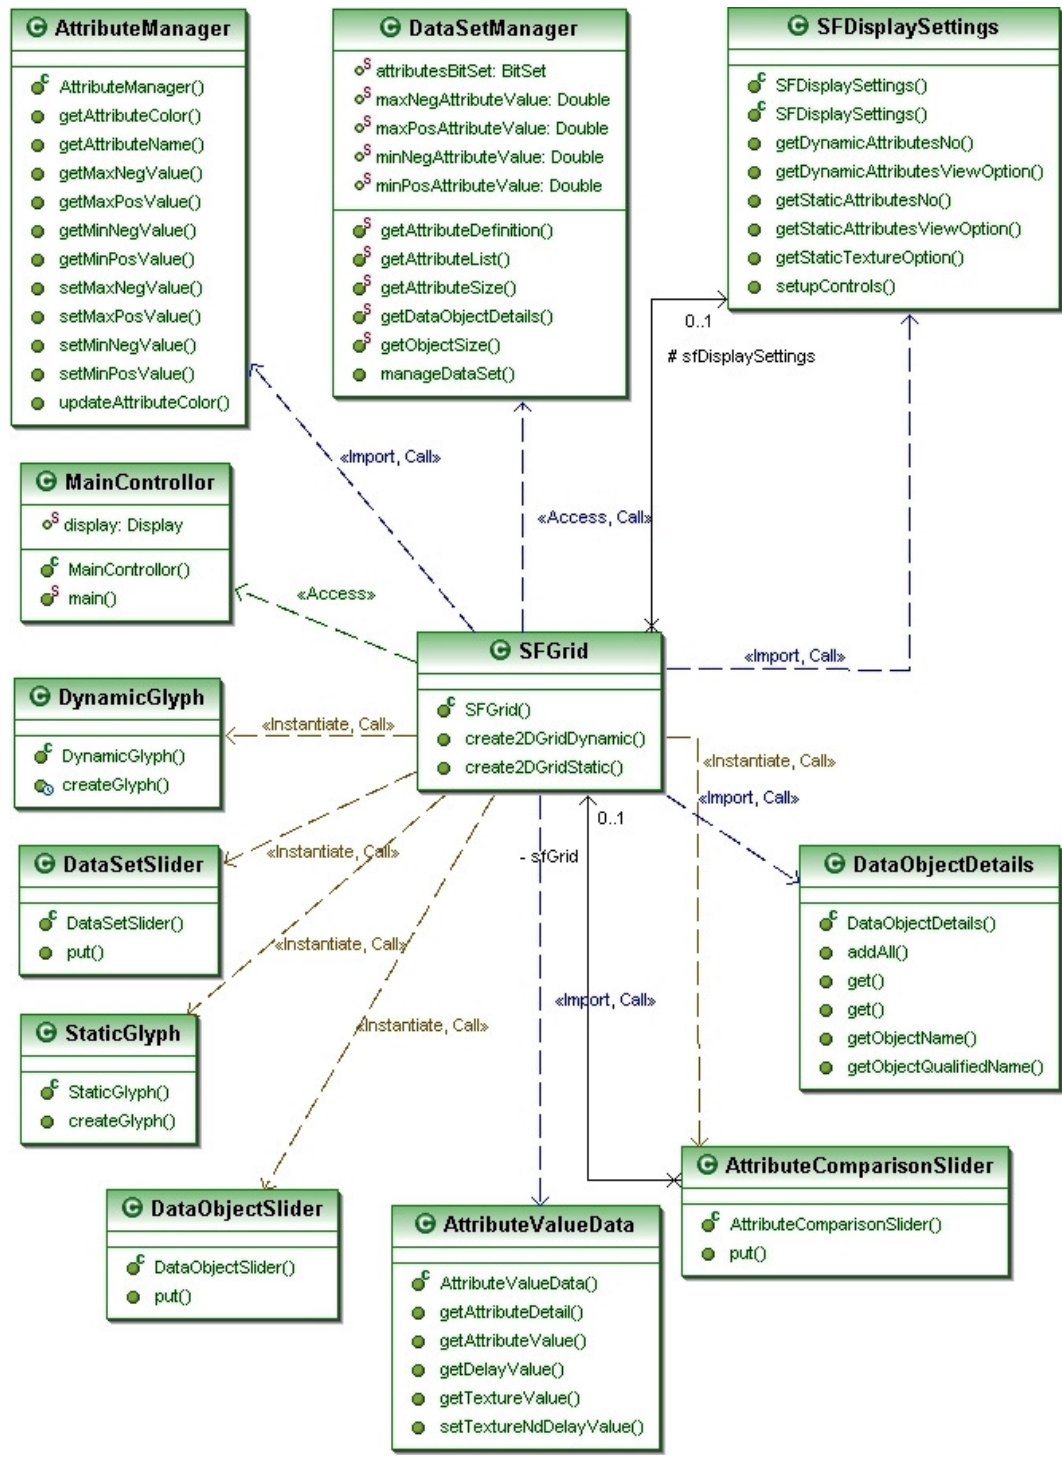 AttributeManager
AttributeManager()
getAttributeColor()
getAttributeName()
getMaxNegValue()
getMaxPosValue()
getMinNegValue()
getMinPosValue()
setMaxNegValue()
setMaxPosValue()
setMinNegValue()
setMinPosValue()
updateAttributeColor()
DataSetManager
attributesBitSet: BitSet
maxNegAttributeValue: Double
maxPosAttributeValue: Double
minNegAttributeValue: Double
minPosAttributeValue: Double
getAttributeDefinition()
getAttributeList()
getAttributeSize()
getDataObjectDetails()
getObjectSize()
manageDataSet()
SFDisplaySettings
SFDisplaySettings()
SFDisplaySettings()
getDynamicAttributesNo()
getDynamicAttributesViewOption()
getStaticAttributesNo()
getStaticAttributesViewOption()
getStaticTextureOption()
setupControls()
0..1
# sfDisplaySettings
«Import, Call»
«Access, Call»
MainControllor
display: Display
MainControllor()
main()
«Access»
SFGrid
SFGrid()
create2DGridDynamic()
create2DGridStatic()
«Import, Call»
DynamicGlyph
DynamicGlyph()
createGlyph()
«Instantiate, Call»
«Instantiate, Call»
«Import, Call»
0..1
- sfGrid
DataSetSlider
DataSetSlider()
put()
«Instantiate, Call»
DataObjectDetails
DataObjectDetails()
addAll()
get()
get()
getObjectName()
getObjectQualifiedName()
«Instantiate, Call»
«Import, Call»
StaticGlyph
StaticGlyph()
createGlyph()
«Instantiate, Call»
AttributeComparisonSlider
AttributeComparisonSlider()
put()
DataObjectSlider
DataObjectSlider()
put()
AttributeValueData
AttributeValueData()
getAttributeDetail()
getAttributeValue()
getDelayValue()
getTextureValue()
setTextureNdDelayValue()